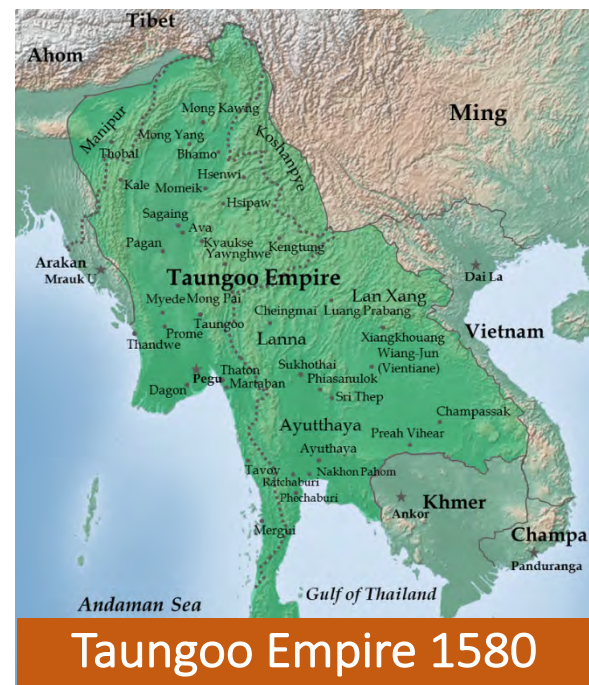 Tibet
Ahom
Ming
Mong Kawng
Manipur
Koshanpye
Mong Yang
Thobal
Bhamo
Hsenwi
Kale
Momeik
Hsipaw
Sagaing
Ava
Pagan
Kyaukse
Yawnghwe
Kengtung
Arakan
Mrauk U
Taungoo Empire
Dai La
Lan Xang
Myede
Mong Pai
Cheingmai
Luang Prabang
Taungoo
Vietnam
Prome
Lanna
Xiangkhouang
Thandwe
Wiang-Jun
(Vientiane)
Sukhothai
Thaton
Pegu
Phiasanulok
Martaban
Dagon
Sri Thep
Champassak
Ayutthaya
Preah Vihear
Ayuthaya
Tavoy
Nakhon Pahom
Ratchaburi
Phechaburi
Khmer
Ankor
Mergui
Champa
Panduranga
Gulf of Thailand
Andaman Sea
Taungoo Empire 1580